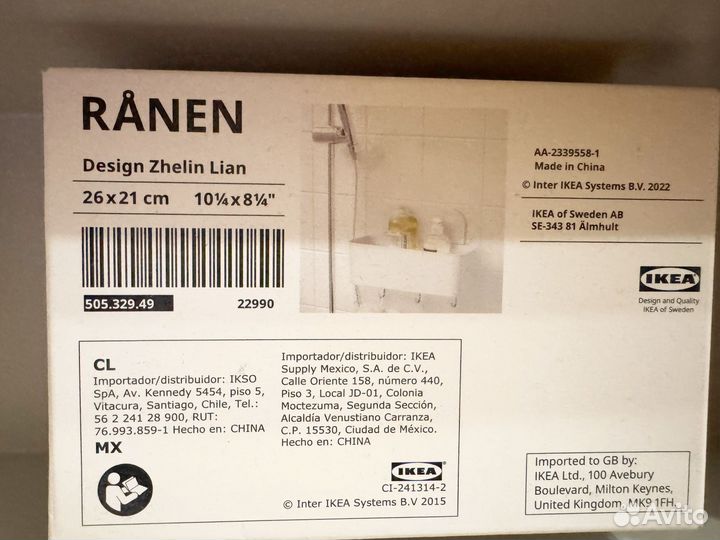 RÅNEN
Design Zhelin Lian
26x21 cm 10¼x8¼"
505.329.49 22990
AA-2339558-1
Made in China
© Inter IKEA Systems B.V. 2022
IKEA of Sweden AB
SE-343 81 Älmhult
IKEA
Design and Quality
IKEA of Sweden
CL
Importador/distribuidor: IKSO
SpA, Av. Kennedy 5454, piso 5,
Vitacura, Santiago, Chile, Tel.:
56 2 241 28 900, RUT:
76.993.859-1 Hecho en: CHINA
MX
Importador/distribuidor: IKEA
Supply Mexico, S.A. de C.V.,
Calle Oriente 158, número 440,
Piso 3, Local JD-01, Colonia
Moctezuma, Segunda Sección,
Alcaldía Venustiano Carranza,
C.P. 15530, Ciudad de México.
Hecho en: CHINA
IKEA
CI-241314-2
© Inter IKEA Systems B.V 2015
Imported to GB by:
IKEA Ltd., 100 Avebury
Boulevard, Milton Keynes,
United Kingdom, MK9 1FH.
Avito